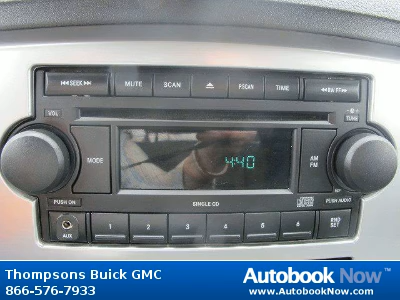 SEEK
MUTE
SCAN
PSCAN
TIME
RW FF
VOL
TUNE
MODE
4:40
AM
FM
PUSH ON
SINGLE CD
PUSH AUDIO
AUX
1
2
3
4
5
6
RND
SET
Thompsons Buick GMC
866-576-7933
Autobook Now™
www.AutobookNow.com